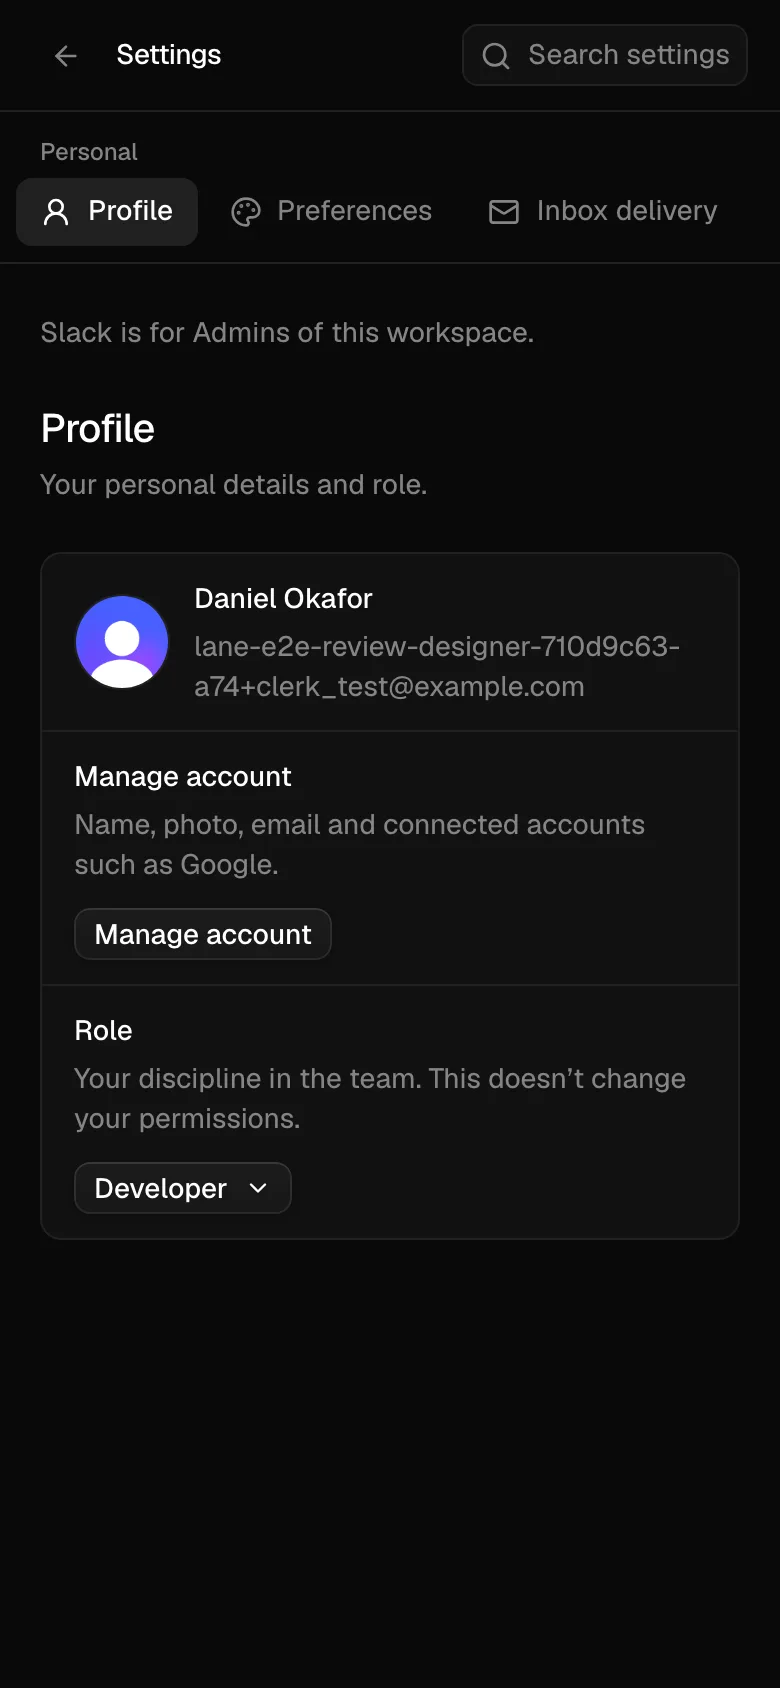 Settings
Search settings
Personal
Profile
Preferences
Inbox delivery
Slack is for Admins of this workspace.
Profile
Your personal details and role.
Daniel Okafor
lane-e2e-review-designer-710d9c63-
a74+clerk_test@example.com
Manage account
Name, photo, email and connected accounts
such as Google.
Manage account
Role
Your discipline in the team. This doesn’t change
your permissions.
Developer